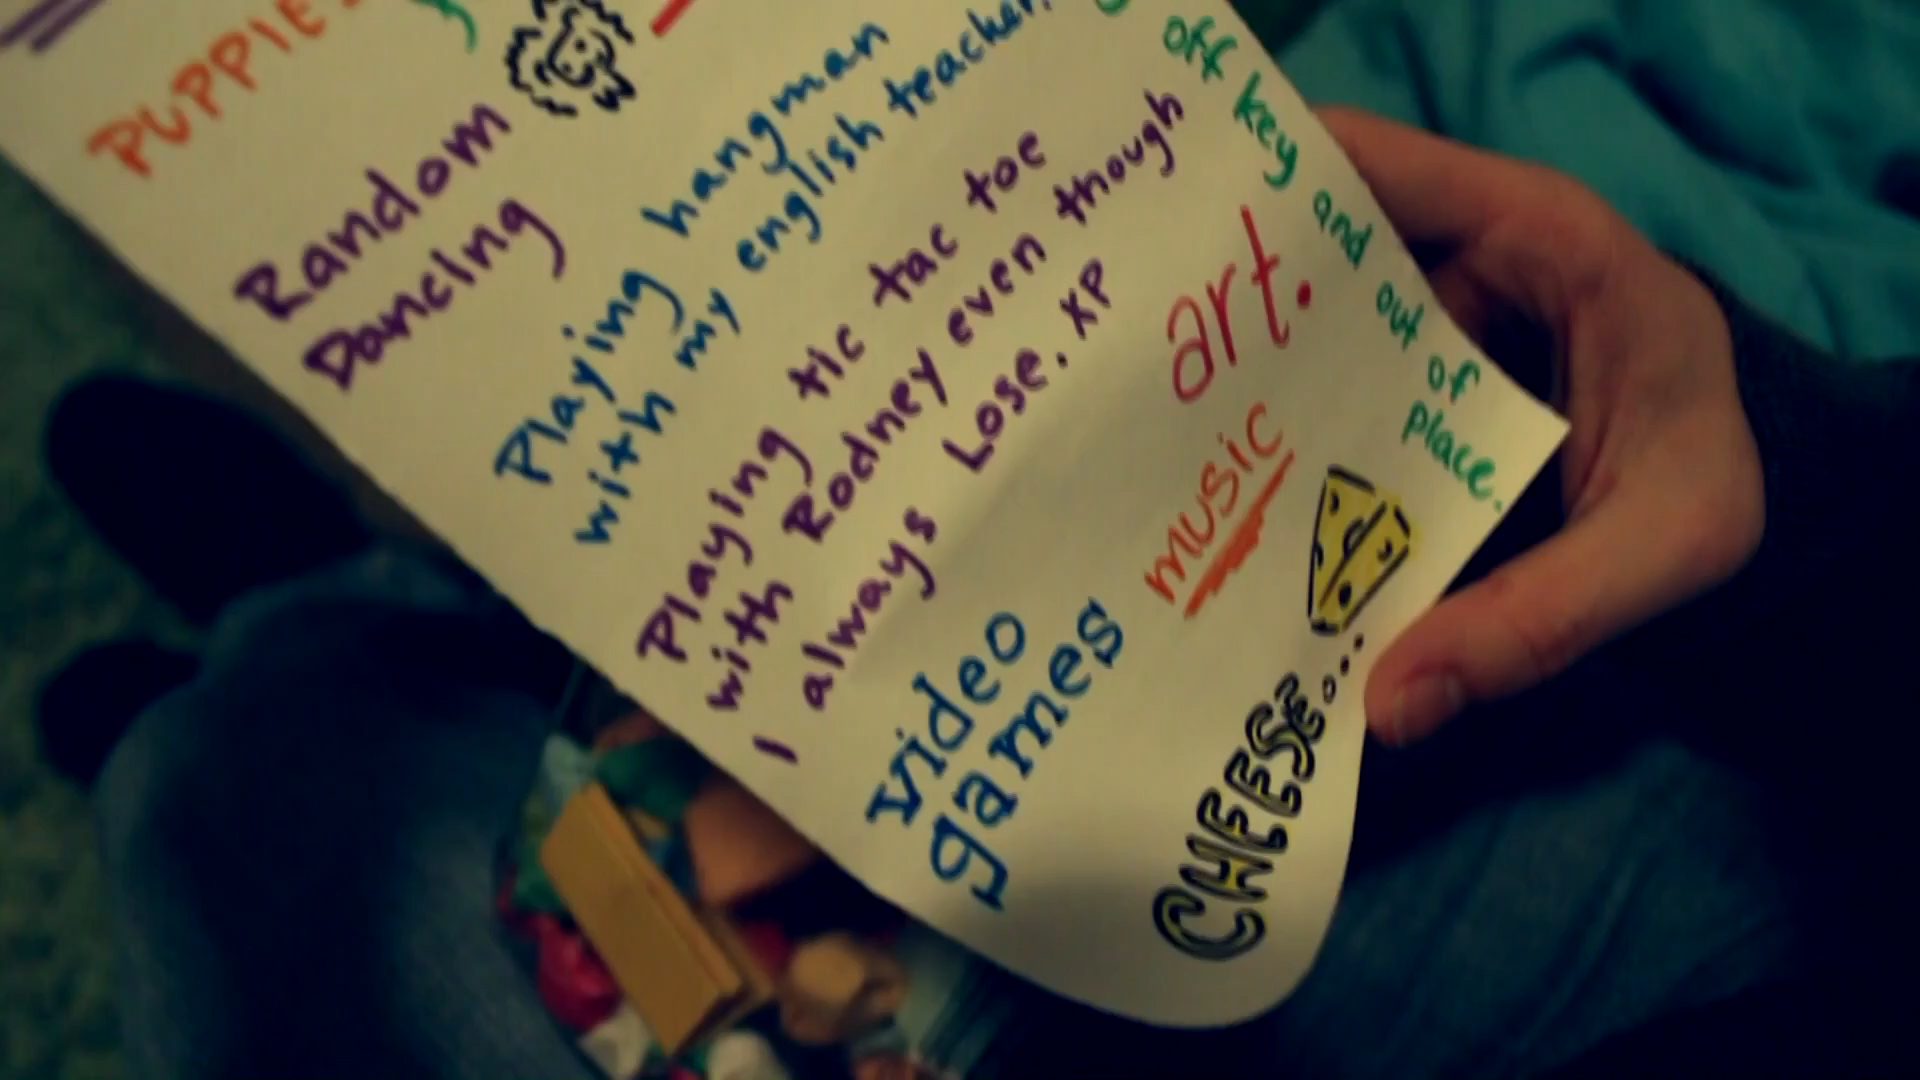 PUPPIES
Random
Dancing
Playing hangman
with my english teacher.
Playing tic tac toe
with Rodney even though
I always Lose. XP
off key and out of
place.
art.
music
video
games
CHEESE...